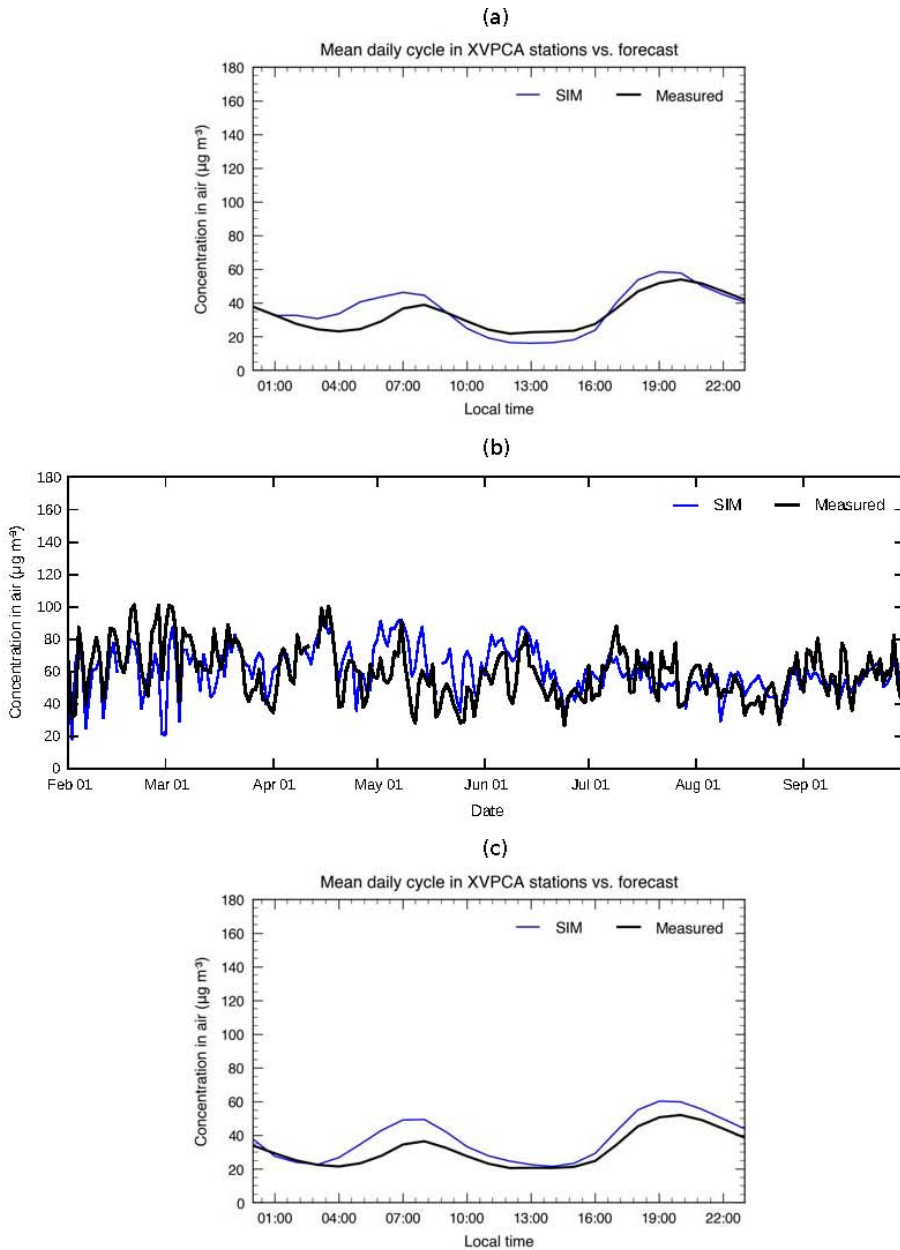 (a)
Mean daily cycle in XVPCA stations vs. forecast
180
160
140
120
100
80
60
40
20
0
Concentration in air (µg m⁻³)
SIM
Measured
01:00 04:00 07:00 10:00 13:00 16:00 19:00 22:00
Local time
(b)
180
160
140
120
100
80
60
40
20
0
Concentration in air (µg m⁻³)
SIM
Measured
Feb 01 Mar 01 Apr 01 May 01 Jun 01 Jul 01 Aug 01 Sep 01
Date
(c)
Mean daily cycle in XVPCA stations vs. forecast
180
160
140
120
100
80
60
40
20
0
Concentration in air (µg m⁻³)
SIM
Measured
01:00 04:00 07:00 10:00 13:00 16:00 19:00 22:00
Local time